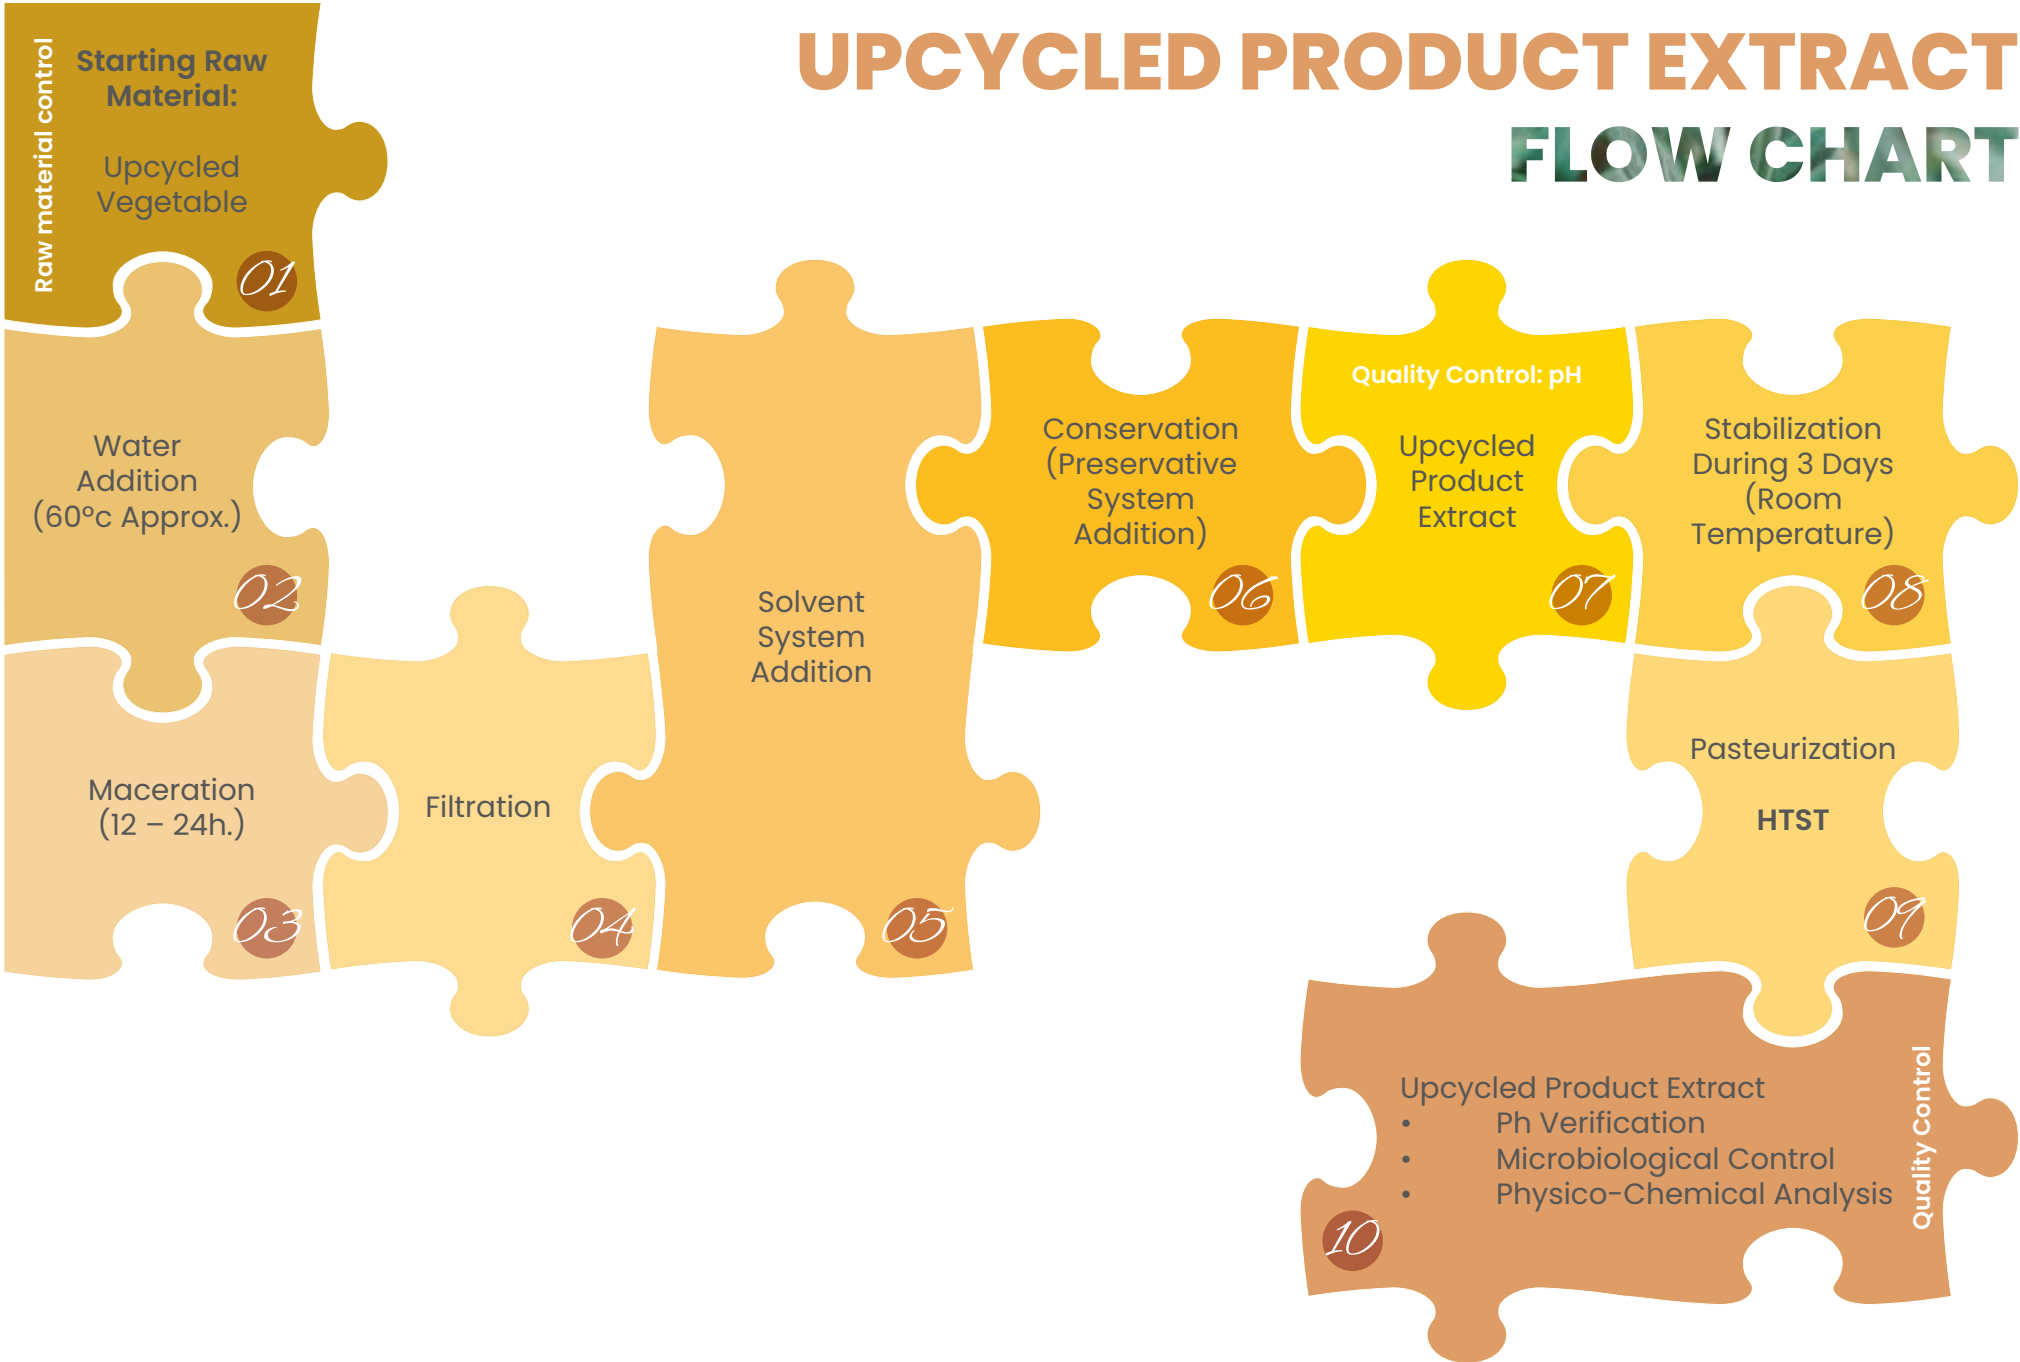 UPCYCLED PRODUCT EXTRACT
FLOW CHART
Raw material control
Starting Raw
Material:
Upcycled
Vegetable
01
Water
Addition
(60ºc Approx.)
02
Maceration
(12 – 24h.)
03
Filtration
04
Solvent
System
Addition
05
Conservation
(Preservative
System
Addition)
06
Quality Control: pH
Upcycled
Product
Extract
07
Stabilization
During 3 Days
(Room
Temperature)
08
Pasteurization
HTST
09
Upcycled Product Extract
• Ph Verification
• Microbiological Control
• Physico-Chemical Analysis
Quality Control
10